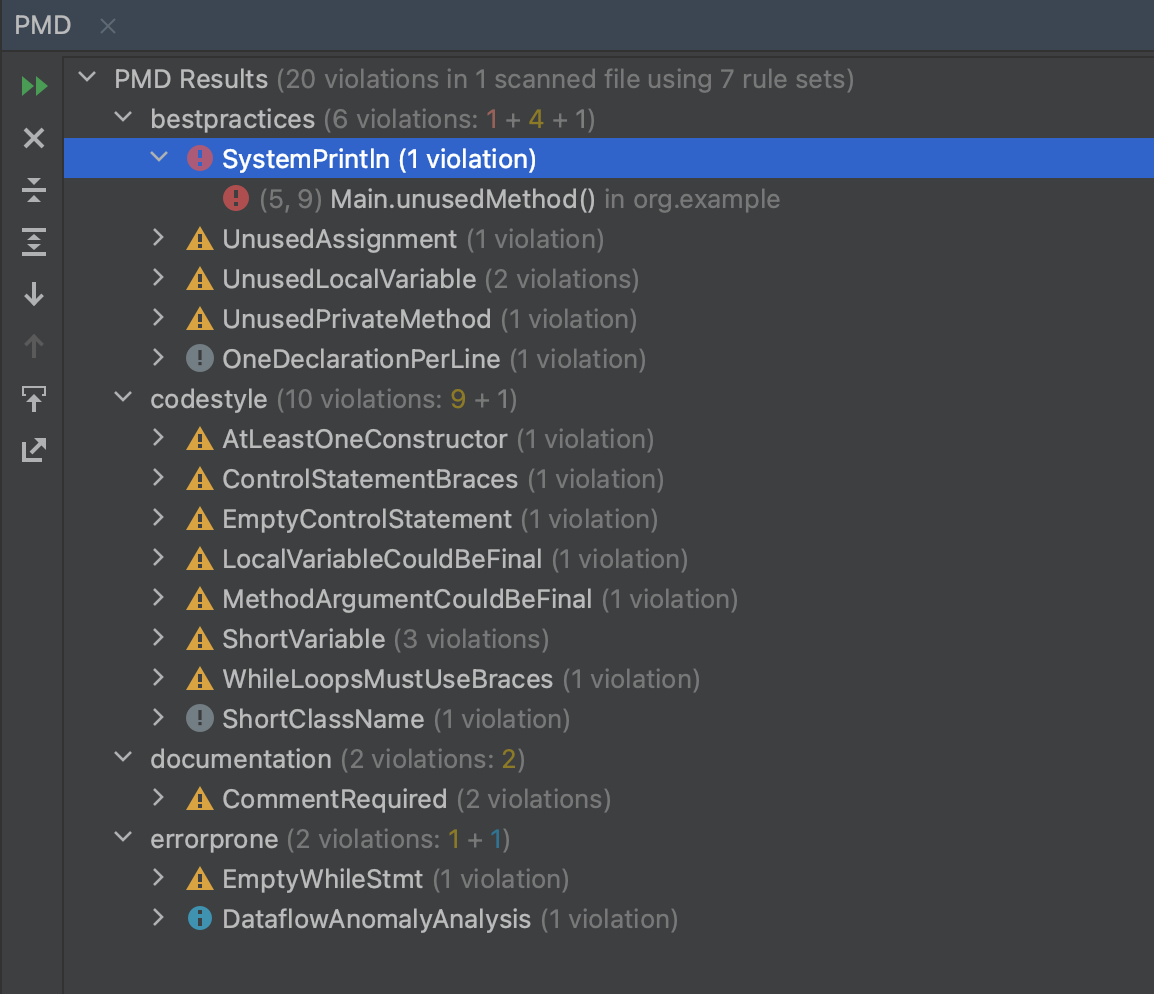 PMD
PMD Results (20 violations in 1 scanned file using 7 rule sets)
bestpractices (6 violations: 1 + 4 + 1)
SystemPrintln (1 violation)
(5, 9) Main.unusedMethod() in org.example
UnusedAssignment (1 violation)
UnusedLocalVariable (2 violations)
UnusedPrivateMethod (1 violation)
OneDeclarationPerLine (1 violation)
codestyle (10 violations: 9 + 1)
AtLeastOneConstructor (1 violation)
ControlStatementBraces (1 violation)
EmptyControlStatement (1 violation)
LocalVariableCouldBeFinal (1 violation)
MethodArgumentCouldBeFinal (1 violation)
ShortVariable (3 violations)
WhileLoopsMustUseBraces (1 violation)
ShortClassName (1 violation)
documentation (2 violations: 2)
CommentRequired (2 violations)
errorprone (2 violations: 1 + 1)
EmptyWhileStmt (1 violation)
DataflowAnomalyAnalysis (1 violation)